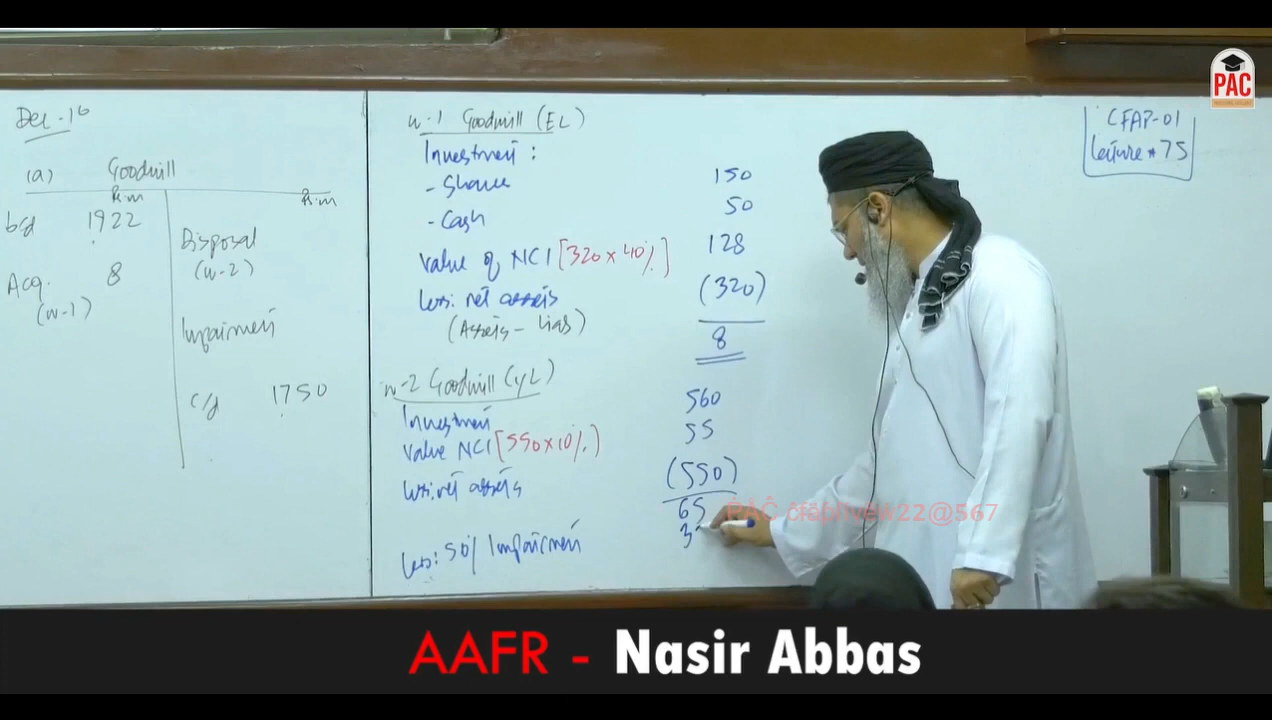 Dec-16
(a) Goodwill
Rs.m Rs.m
b/d 1922
Disposal
(w-2)
Acq. 8
(w-1)
Impairment
c/d 1750
w-1 Goodwill (EL)
Investment :
- Shares 150
- Cash 50
Value of NCI [320 x 40%] 128
Less: net assets (320)
(Assets - Liab)
8
w-2 Goodwill (YL)
Investment 560
Value NCI [550x10%] 55
Less: net assets (550)
65
Less: 50% Impairment
CFAP-01
Lecture # 75
PAC
AAFR - Nasir Abbas